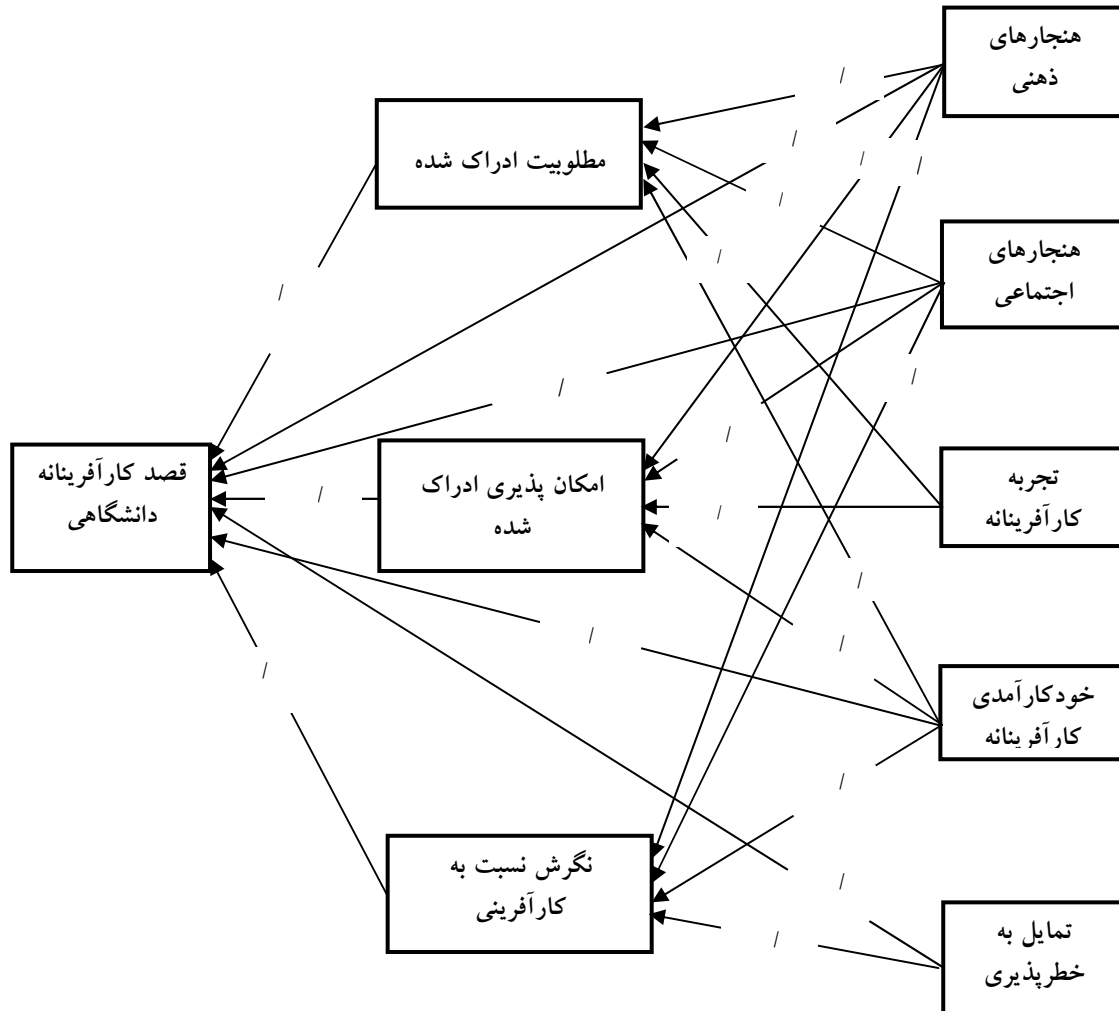 هنجارهای
ذهنی
مطلوبیت ادراک شده
هنجارهای
اجتماعی
قصد کارآفرینانه
دانشگاهی
امکان پذیری ادراک
شده
تجربه
کارآفرینانه
خودکارآمدی
کارآفرینانه
نگرش نسبت به
کارآفرینی
تمایل به
خطرپذیری